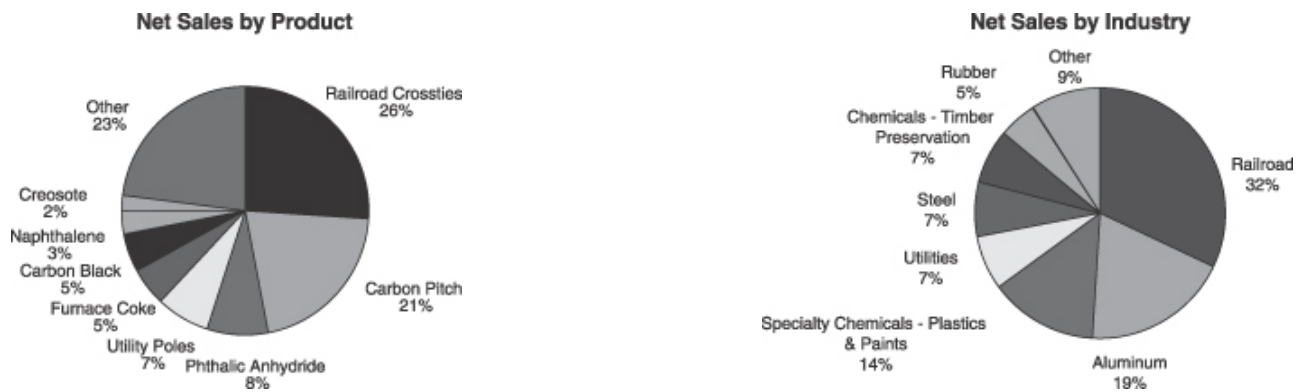 Net Sales by Product
Railroad Crossties
26%
Carbon Pitch
21%
Phthalic Anhydride
8%
Utility Poles
7%
Furnace Coke
5%
Carbon Black
5%
Naphthalene
3%
Creosote
2%
Other
23%
Net Sales by Industry
Railroad
32%
Aluminum
19%
Specialty Chemicals - Plastics
& Paints
14%
Utilities
7%
Steel
7%
Chemicals - Timber
Preservation
7%
Rubber
5%
Other
9%